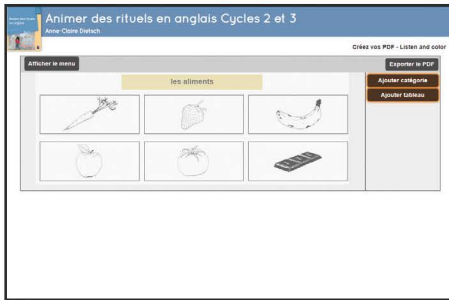 Animer des rituels en anglais Cycles 2 et 3
Anne-Claire Dietsch
Créez vos PDF - Listen and color
Afficher le menu
Exporter le PDF
les aliments
Ajouter catégorie
Ajouter tableau